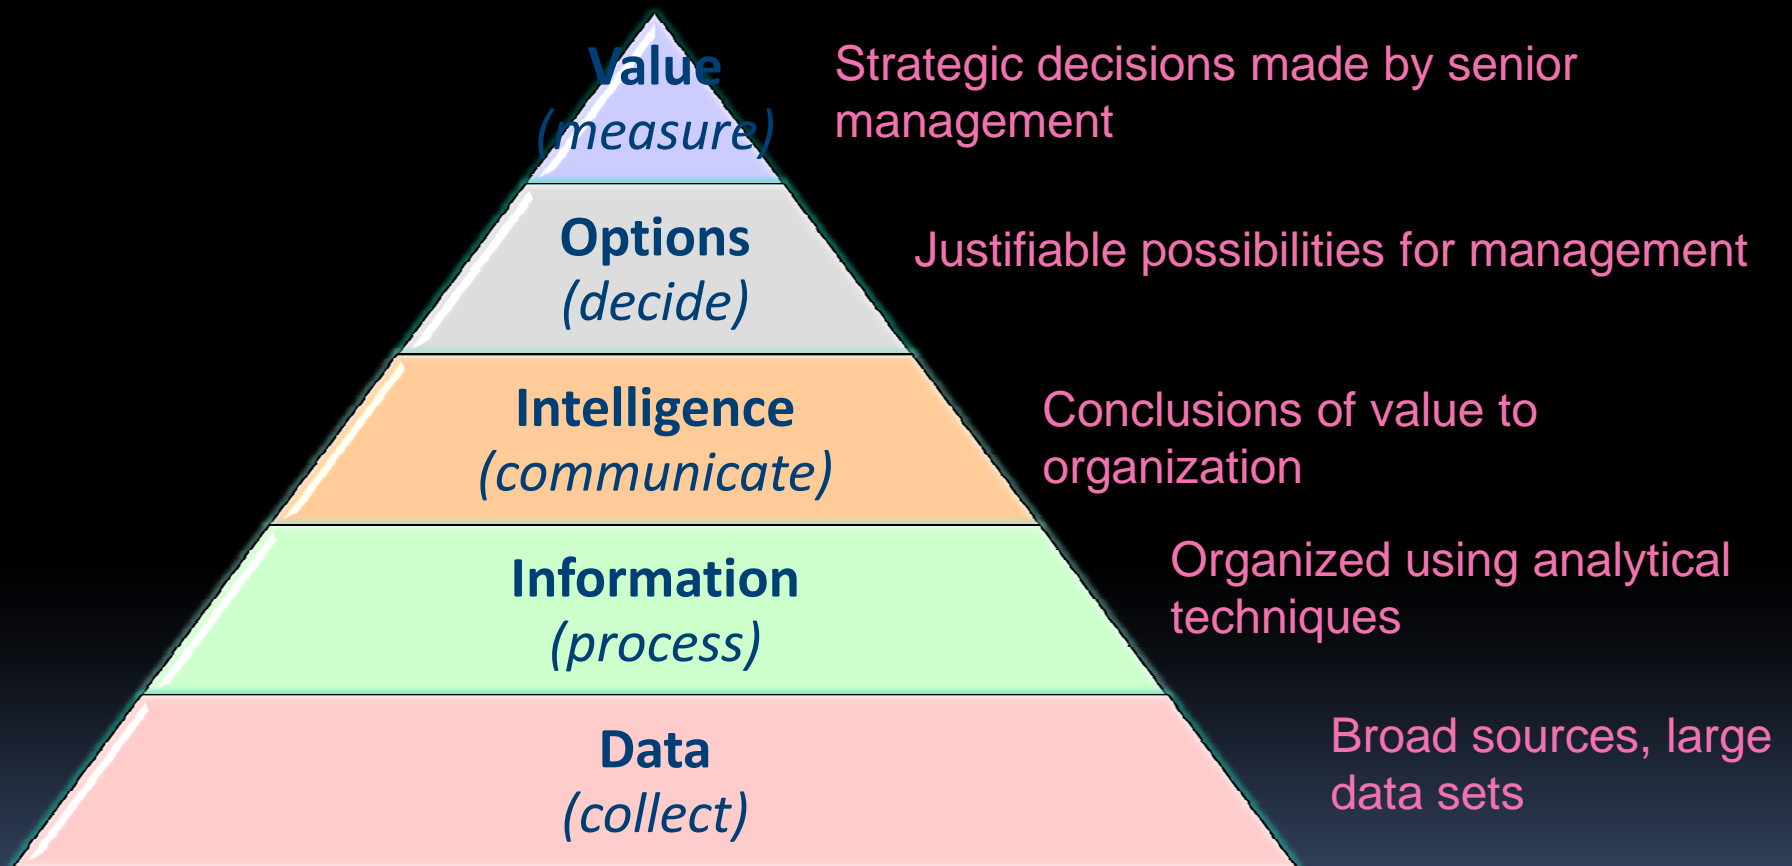 Value
(measure)
Strategic decisions made by senior
management
Options
(decide)
Justifiable possibilities for management
Intelligence
(communicate)
Conclusions of value to
organization
Information
(process)
Organized using analytical
techniques
Data
(collect)
Broad sources, large
data sets